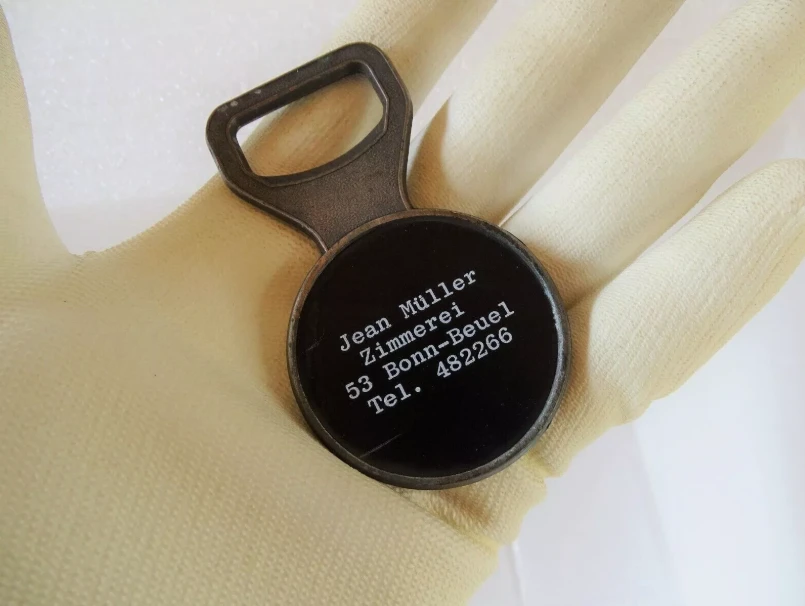 Jean Müller
Zimmerei
53 Bonn-Beuel
Tel. 482266